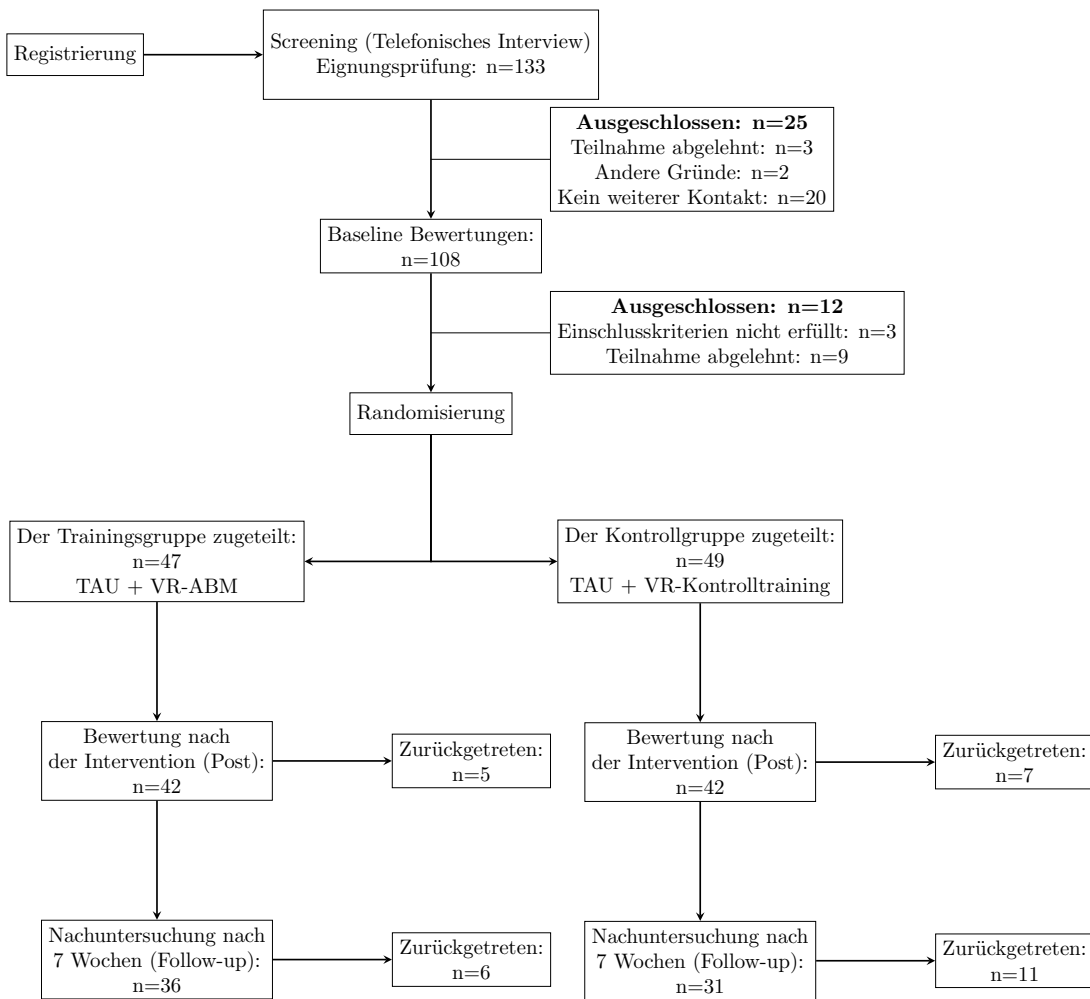 Registrierung
Screening (Telefonisches Interview)
Eignungsprüfung: n=133
Ausgeschlossen: n=25
Teilnahme abgelehnt: n=3
Andere Gründe: n=2
Kein weiterer Kontakt: n=20
Baseline Bewertungen:
n=108
Ausgeschlossen: n=12
Einschlusskriterien nicht erfüllt: n=3
Teilnahme abgelehnt: n=9
Randomisierung
Der Trainingsgruppe zugeteilt:
n=47
TAU + VR-ABM
Der Kontrollgruppe zugeteilt:
n=49
TAU + VR-Kontrolltraining
Bewertung nach
der Intervention (Post):
n=42
Zurückgetreten:
n=5
Bewertung nach
der Intervention (Post):
n=42
Zurückgetreten:
n=7
Nachuntersuchung nach
7 Wochen (Follow-up):
n=36
Zurückgetreten:
n=6
Nachuntersuchung nach
7 Wochen (Follow-up):
n=31
Zurückgetreten:
n=11